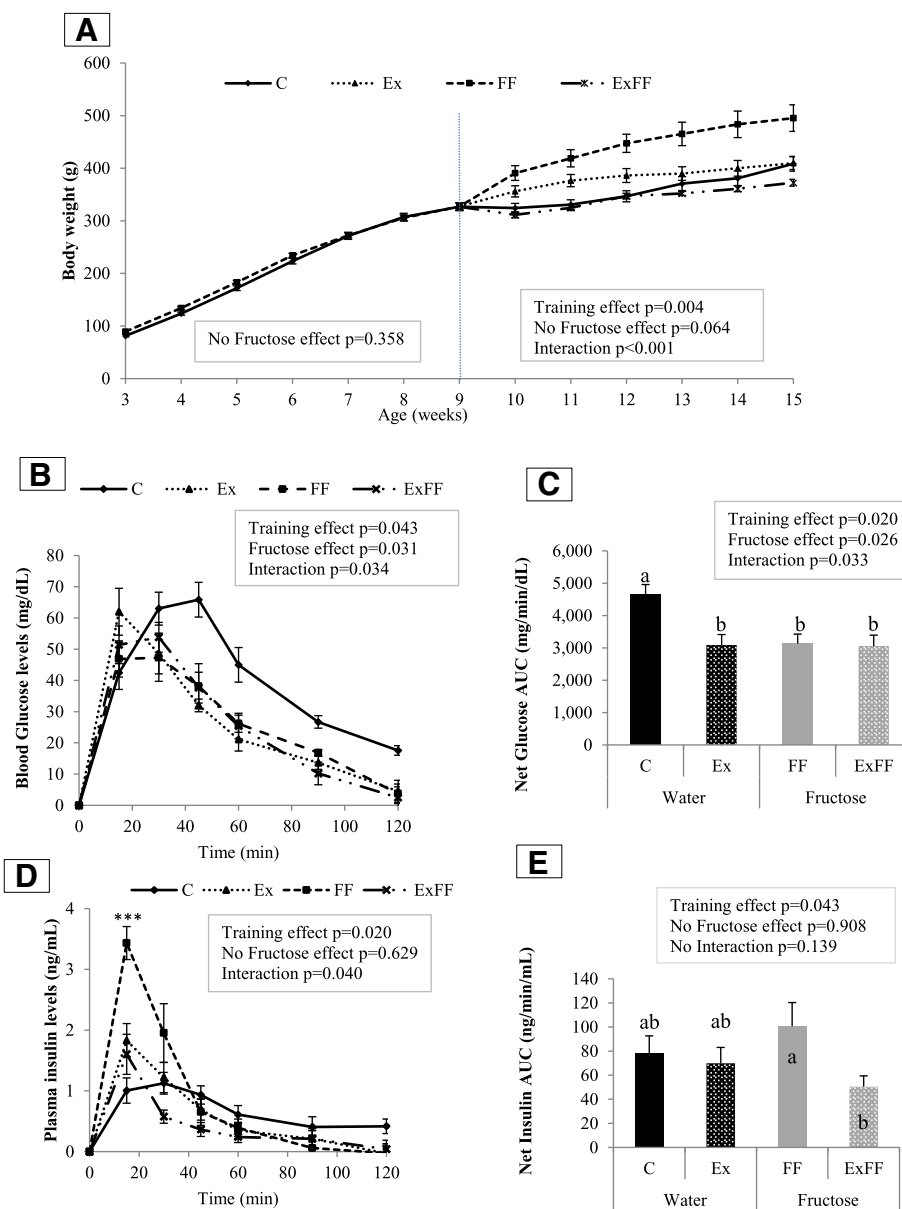 A
C Ex FF ExFF
600
500
400
300
200
100
0
Body weight (g)
No Fructose effect p=0.358
Training effect p=0.004
No Fructose effect p=0.064
Interaction p<0.001
3 4 5 6 7 8 9 10 11 12 13 14 15
Age (weeks)
B
C Ex FF ExFF
Training effect p=0.043
Fructose effect p=0.031
Interaction p=0.034
80
70
60
50
40
30
20
10
0
Blood Glucose levels (mg/dL)
0 20 40 60 80 100 120
Time (min)
C
Training effect p=0.020
Fructose effect p=0.026
Interaction p=0.033
6,000
5,000
4,000
3,000
2,000
1,000
0
Net Glucose AUC (mg/min/dL)
a b b b
C Ex FF ExFF
Water Fructose
D
C Ex FF ExFF
Training effect p=0.020
No Fructose effect p=0.629
Interaction p=0.040
4
3
2
1
0
Plasma insulin levels (ng/mL)
***
0 20 40 60 80 100 120
Time (min)
E
Training effect p=0.043
No Fructose effect p=0.908
No Interaction p=0.139
140
120
100
80
60
40
20
0
Net Insulin AUC (ng/min/mL)
ab ab a b
C Ex FF ExFF
Water Fructose